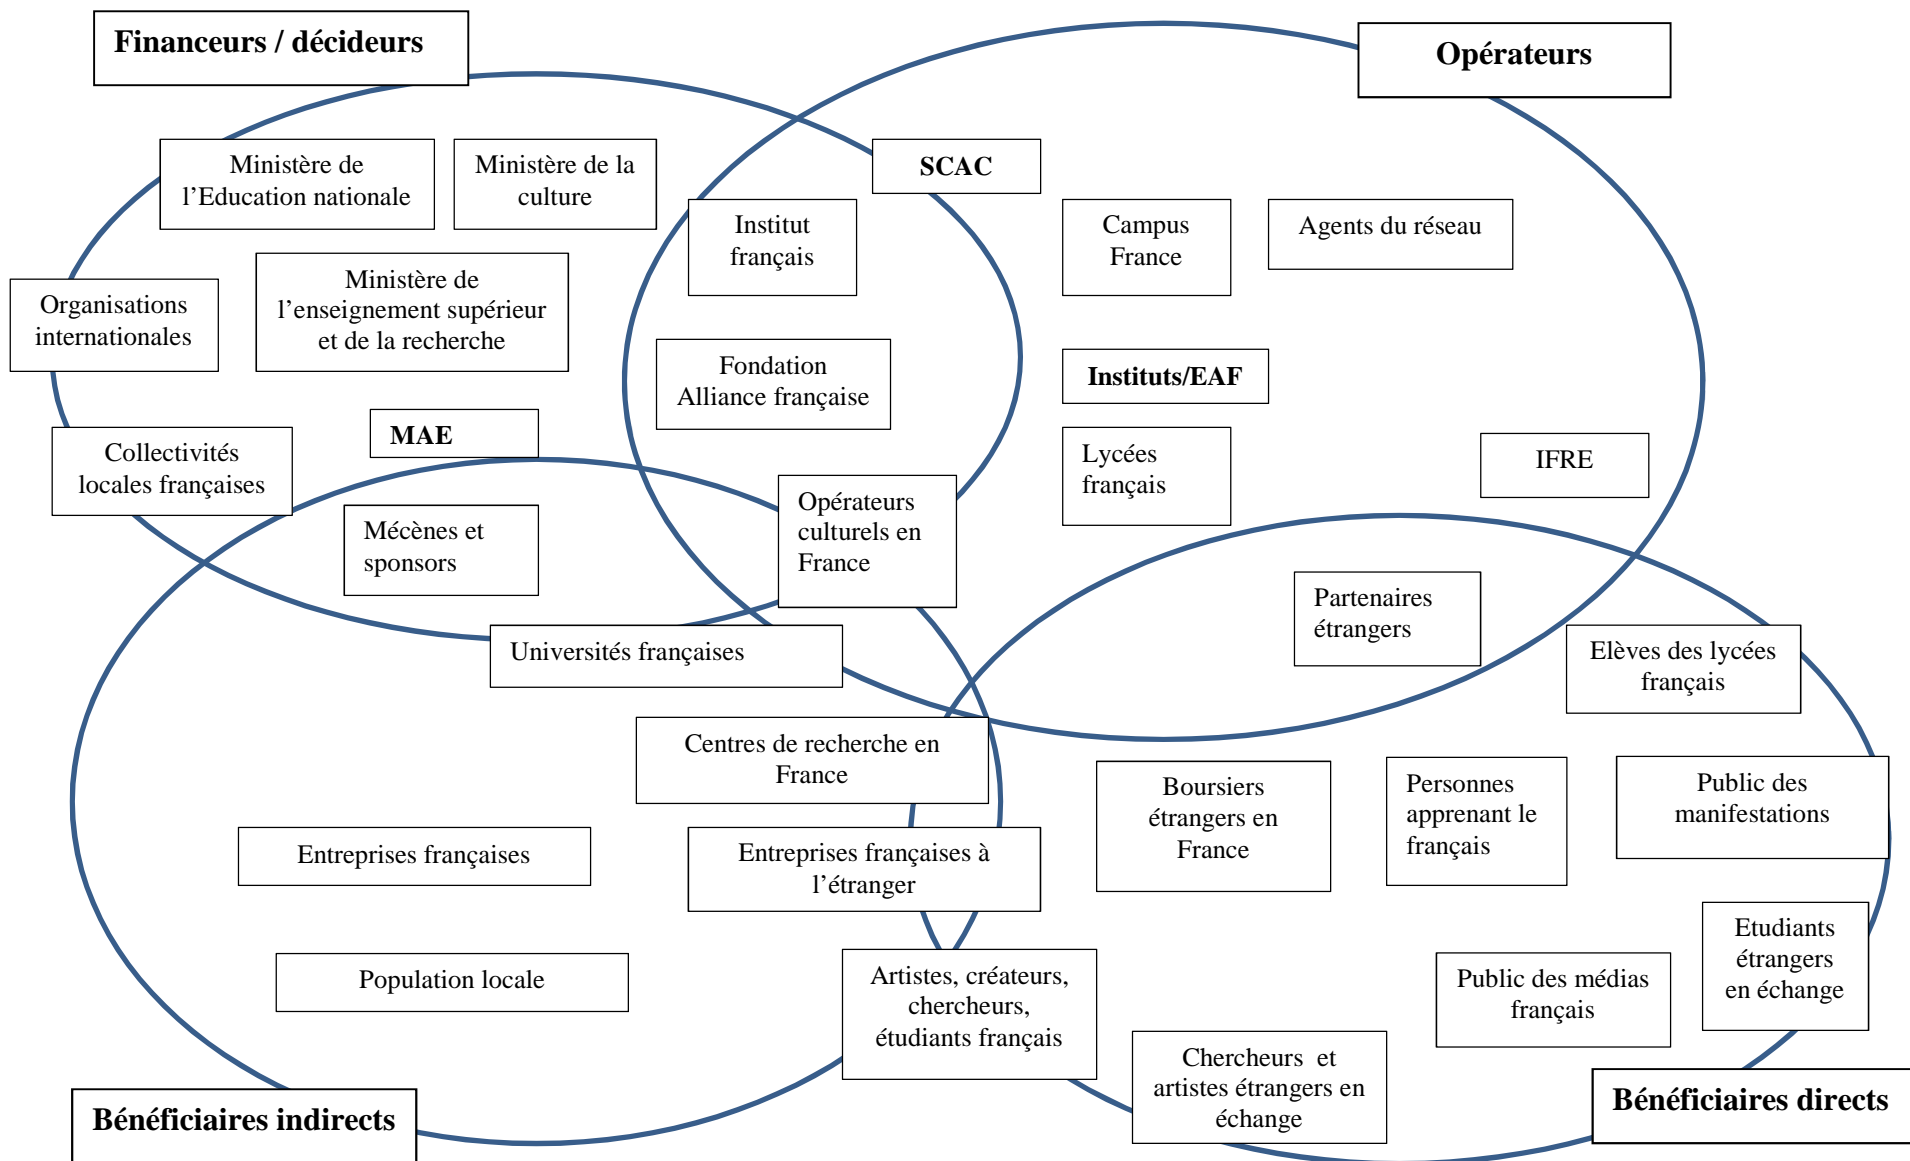 Financeurs / décideurs
Opérateurs
Ministère de
l’Education nationale
Ministère de la
culture
SCAC
Institut
français
Campus
France
Agents du réseau
Organisations
internationales
Ministère de
l’enseignement supérieur
et de la recherche
Fondation
Alliance française
Instituts/EAF
MAE
Collectivités
locales françaises
Lycées
français
IFRE
Mécènes et
sponsors
Opérateurs
culturels en
France
Partenaires
étrangers
Universités françaises
Elèves des lycées
français
Centres de recherche en
France
Boursiers
étrangers en
France
Personnes
apprenant le
français
Public des
manifestations
Entreprises françaises
Entreprises françaises à
l’étranger
Etudiants
étrangers
en échange
Population locale
Artistes, créateurs,
chercheurs,
étudiants français
Public des médias
français
Chercheurs et
artistes étrangers en
échange
Bénéficiaires indirects
Bénéficiaires directs